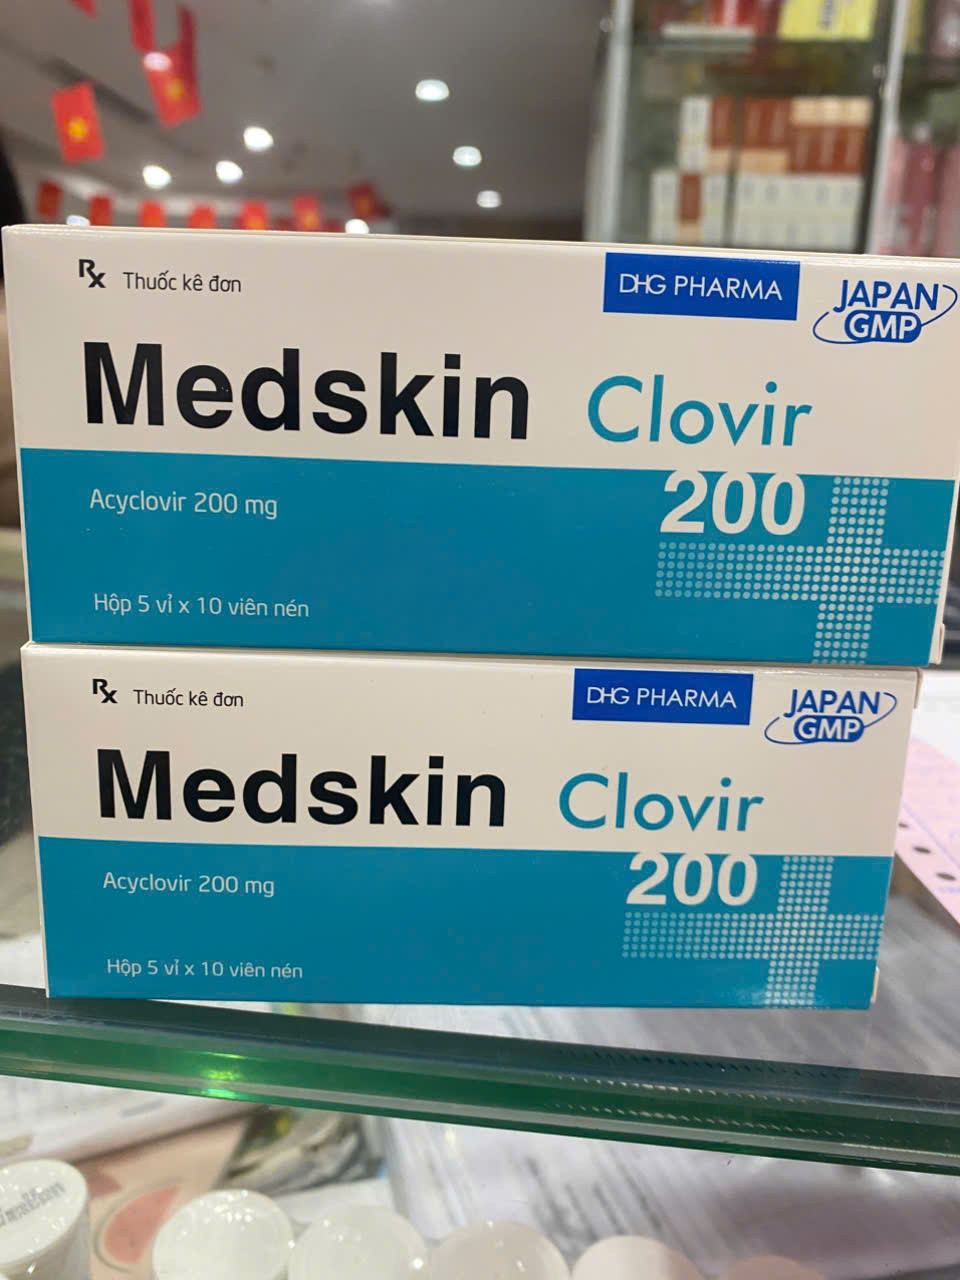 Rx Thuốc kê đơn
DHG PHARMA
JAPAN
GMP
Medskin Clovir
200
Acyclovir 200 mg
Hộp 5 vỉ x 10 viên nén
Rx Thuốc kê đơn
DHG PHARMA
JAPAN
GMP
Medskin Clovir
200
Acyclovir 200 mg
Hộp 5 vỉ x 10 viên nén